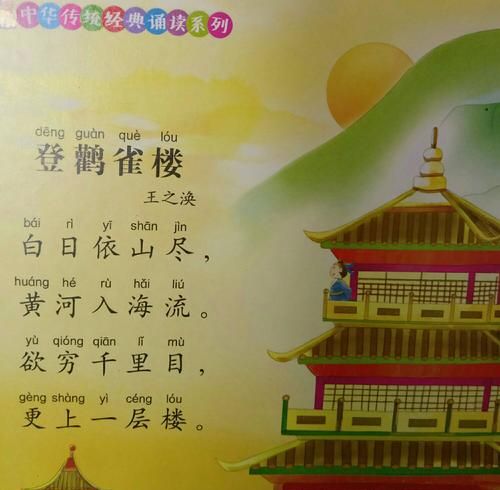 中华传统经典诵读系列
dēng guàn què lóu
登鹳雀楼
王之涣
bái rì yī shān jìn
白日依山尽，
huáng hé rù hǎi liú
黄河入海流。
yù qióng qiān lǐ mù
欲穷千里目，
gèng shàng yì céng lóu
更上一层楼。